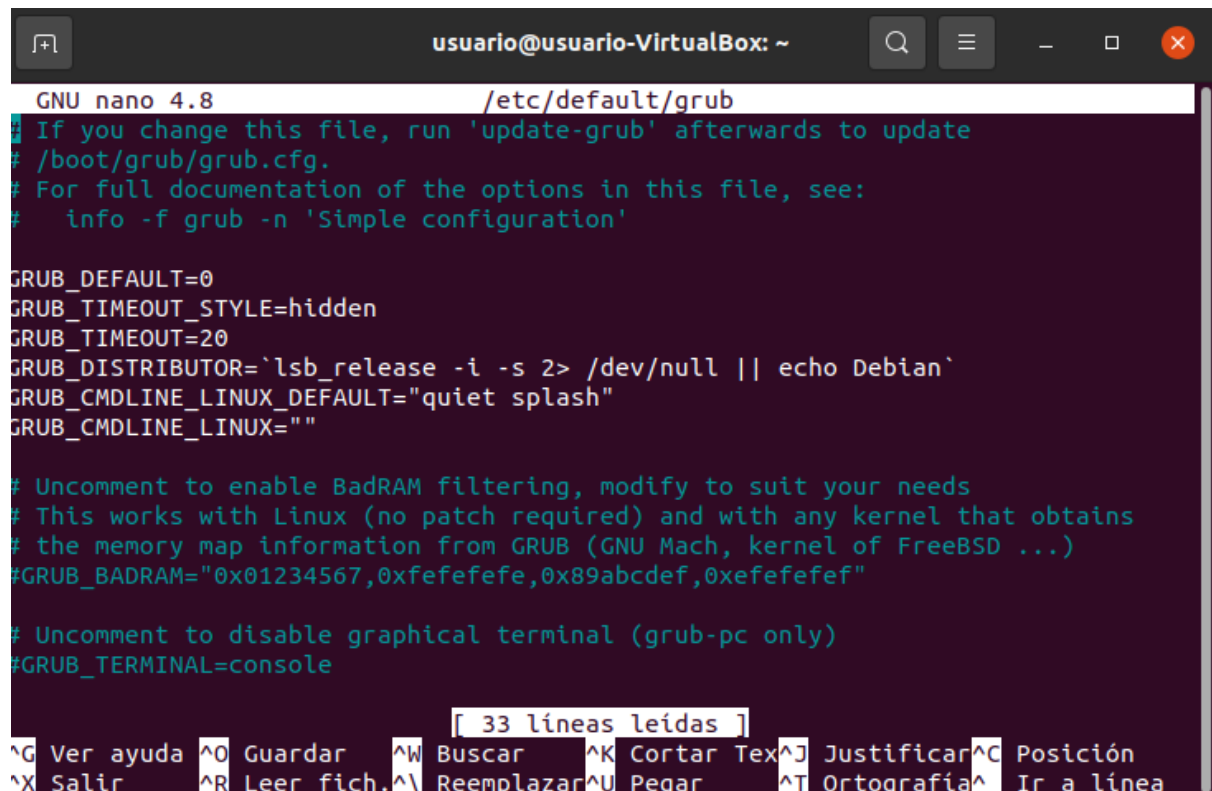 usuario@usuario-VirtualBox: ~
GNU nano 4.8 /etc/default/grub
# If you change this file, run 'update-grub' afterwards to update
# /boot/grub/grub.cfg.
# For full documentation of the options in this file, see:
#   info -f grub -n 'Simple configuration'
GRUB_DEFAULT=0
GRUB_TIMEOUT_STYLE=hidden
GRUB_TIMEOUT=20
GRUB_DISTRIBUTOR=`lsb_release -i -s 2> /dev/null || echo Debian`
GRUB_CMDLINE_LINUX_DEFAULT="quiet splash"
GRUB_CMDLINE_LINUX=""
# Uncomment to enable BadRAM filtering, modify to suit your needs
# This works with Linux (no patch required) and with any kernel that obtains
# the memory map information from GRUB (GNU Mach, kernel of FreeBSD ...)
#GRUB_BADRAM="0x01234567,0xfefefefe,0x89abcdef,0xefefefef"
# Uncomment to disable graphical terminal (grub-pc only)
#GRUB_TERMINAL=console
[ 33 líneas leídas ]
^G Ver ayuda ^O Guardar ^W Buscar ^K Cortar Tex^J Justificar^C Posición
^X Salir ^R Leer fich.^\ Reemplazar^U Pegar ^T Ortografía^ Ir a línea